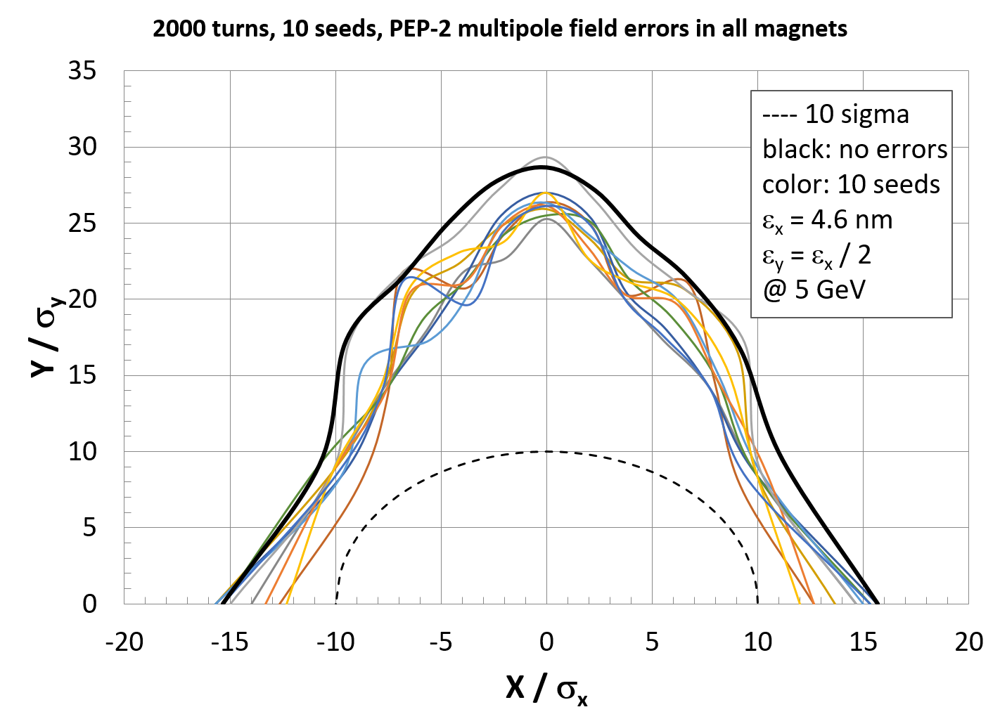 2000 turns, 10 seeds, PEP-2 multipole field errors in all magnets
35
30
25
20
15
10
5
0
Y / σy
---- 10 sigma
black: no errors
color: 10 seeds
εx = 4.6 nm
εy = εx / 2
@ 5 GeV
-20 -15 -10 -5 0 5 10 15 20
X / σx